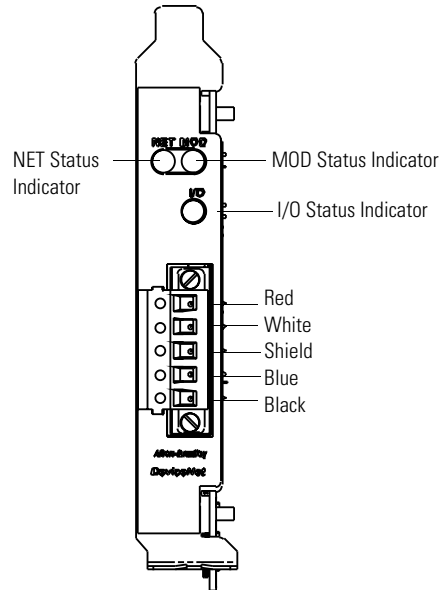 NET MOD
NET Status
Indicator
MOD Status Indicator
I/O
I/O Status Indicator
Red
White
Shield
Blue
Black
Allen-Bradley
DeviceNet